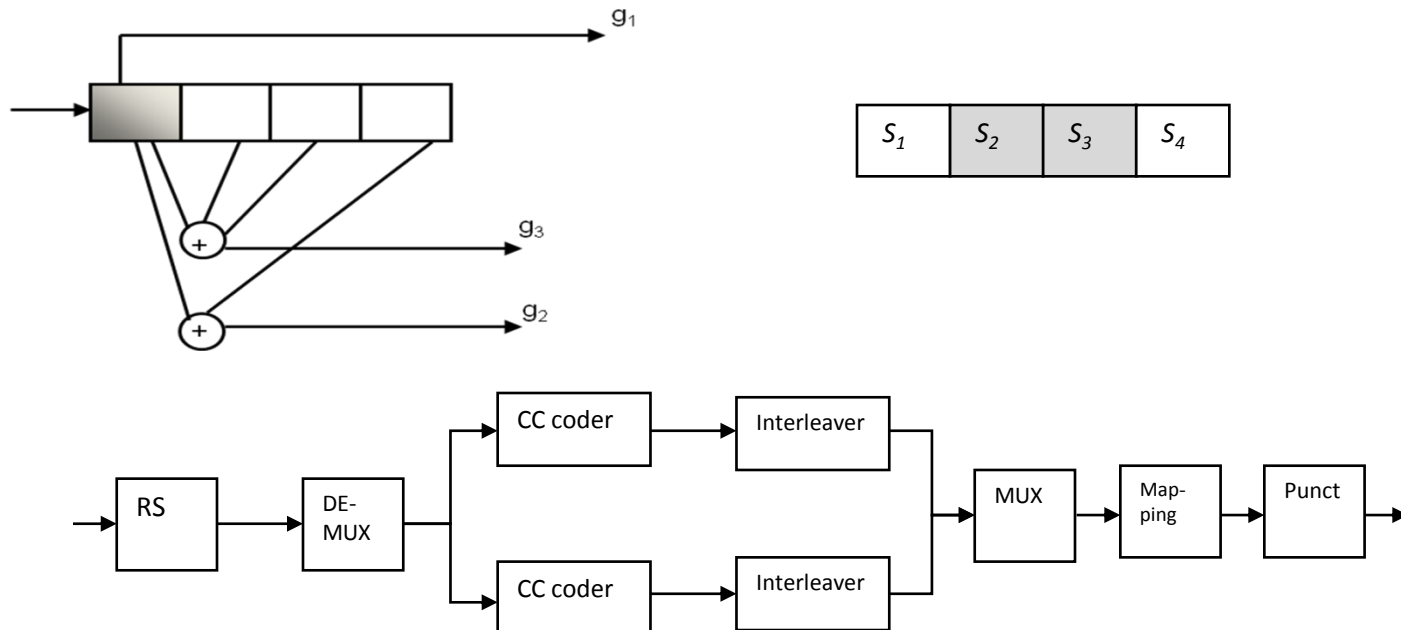 g₁
S₁ S₂ S₃ S₄
+
g₃
+
g₂
CC coder
Interleaver
RS
DE-
MUX
MUX
Map-
ping
Punct
CC coder
Interleaver